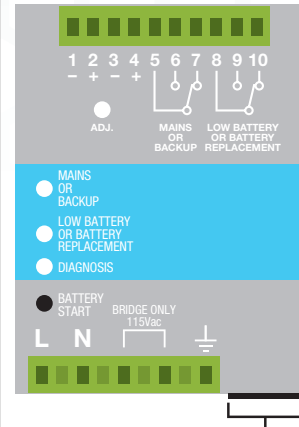 1 2 3 4 5 6 7 8 9 10
− + − +
ADJ.
MAINS
OR
BACKUP
LOW BATTERY
OR BATTERY
REPLACEMENT
MAINS
OR
BACKUP
LOW BATTERY
OR BATTERY
REPLACEMENT
DIAGNOSIS
BATTERY
START
L N
BRIDGE ONLY
115Vac